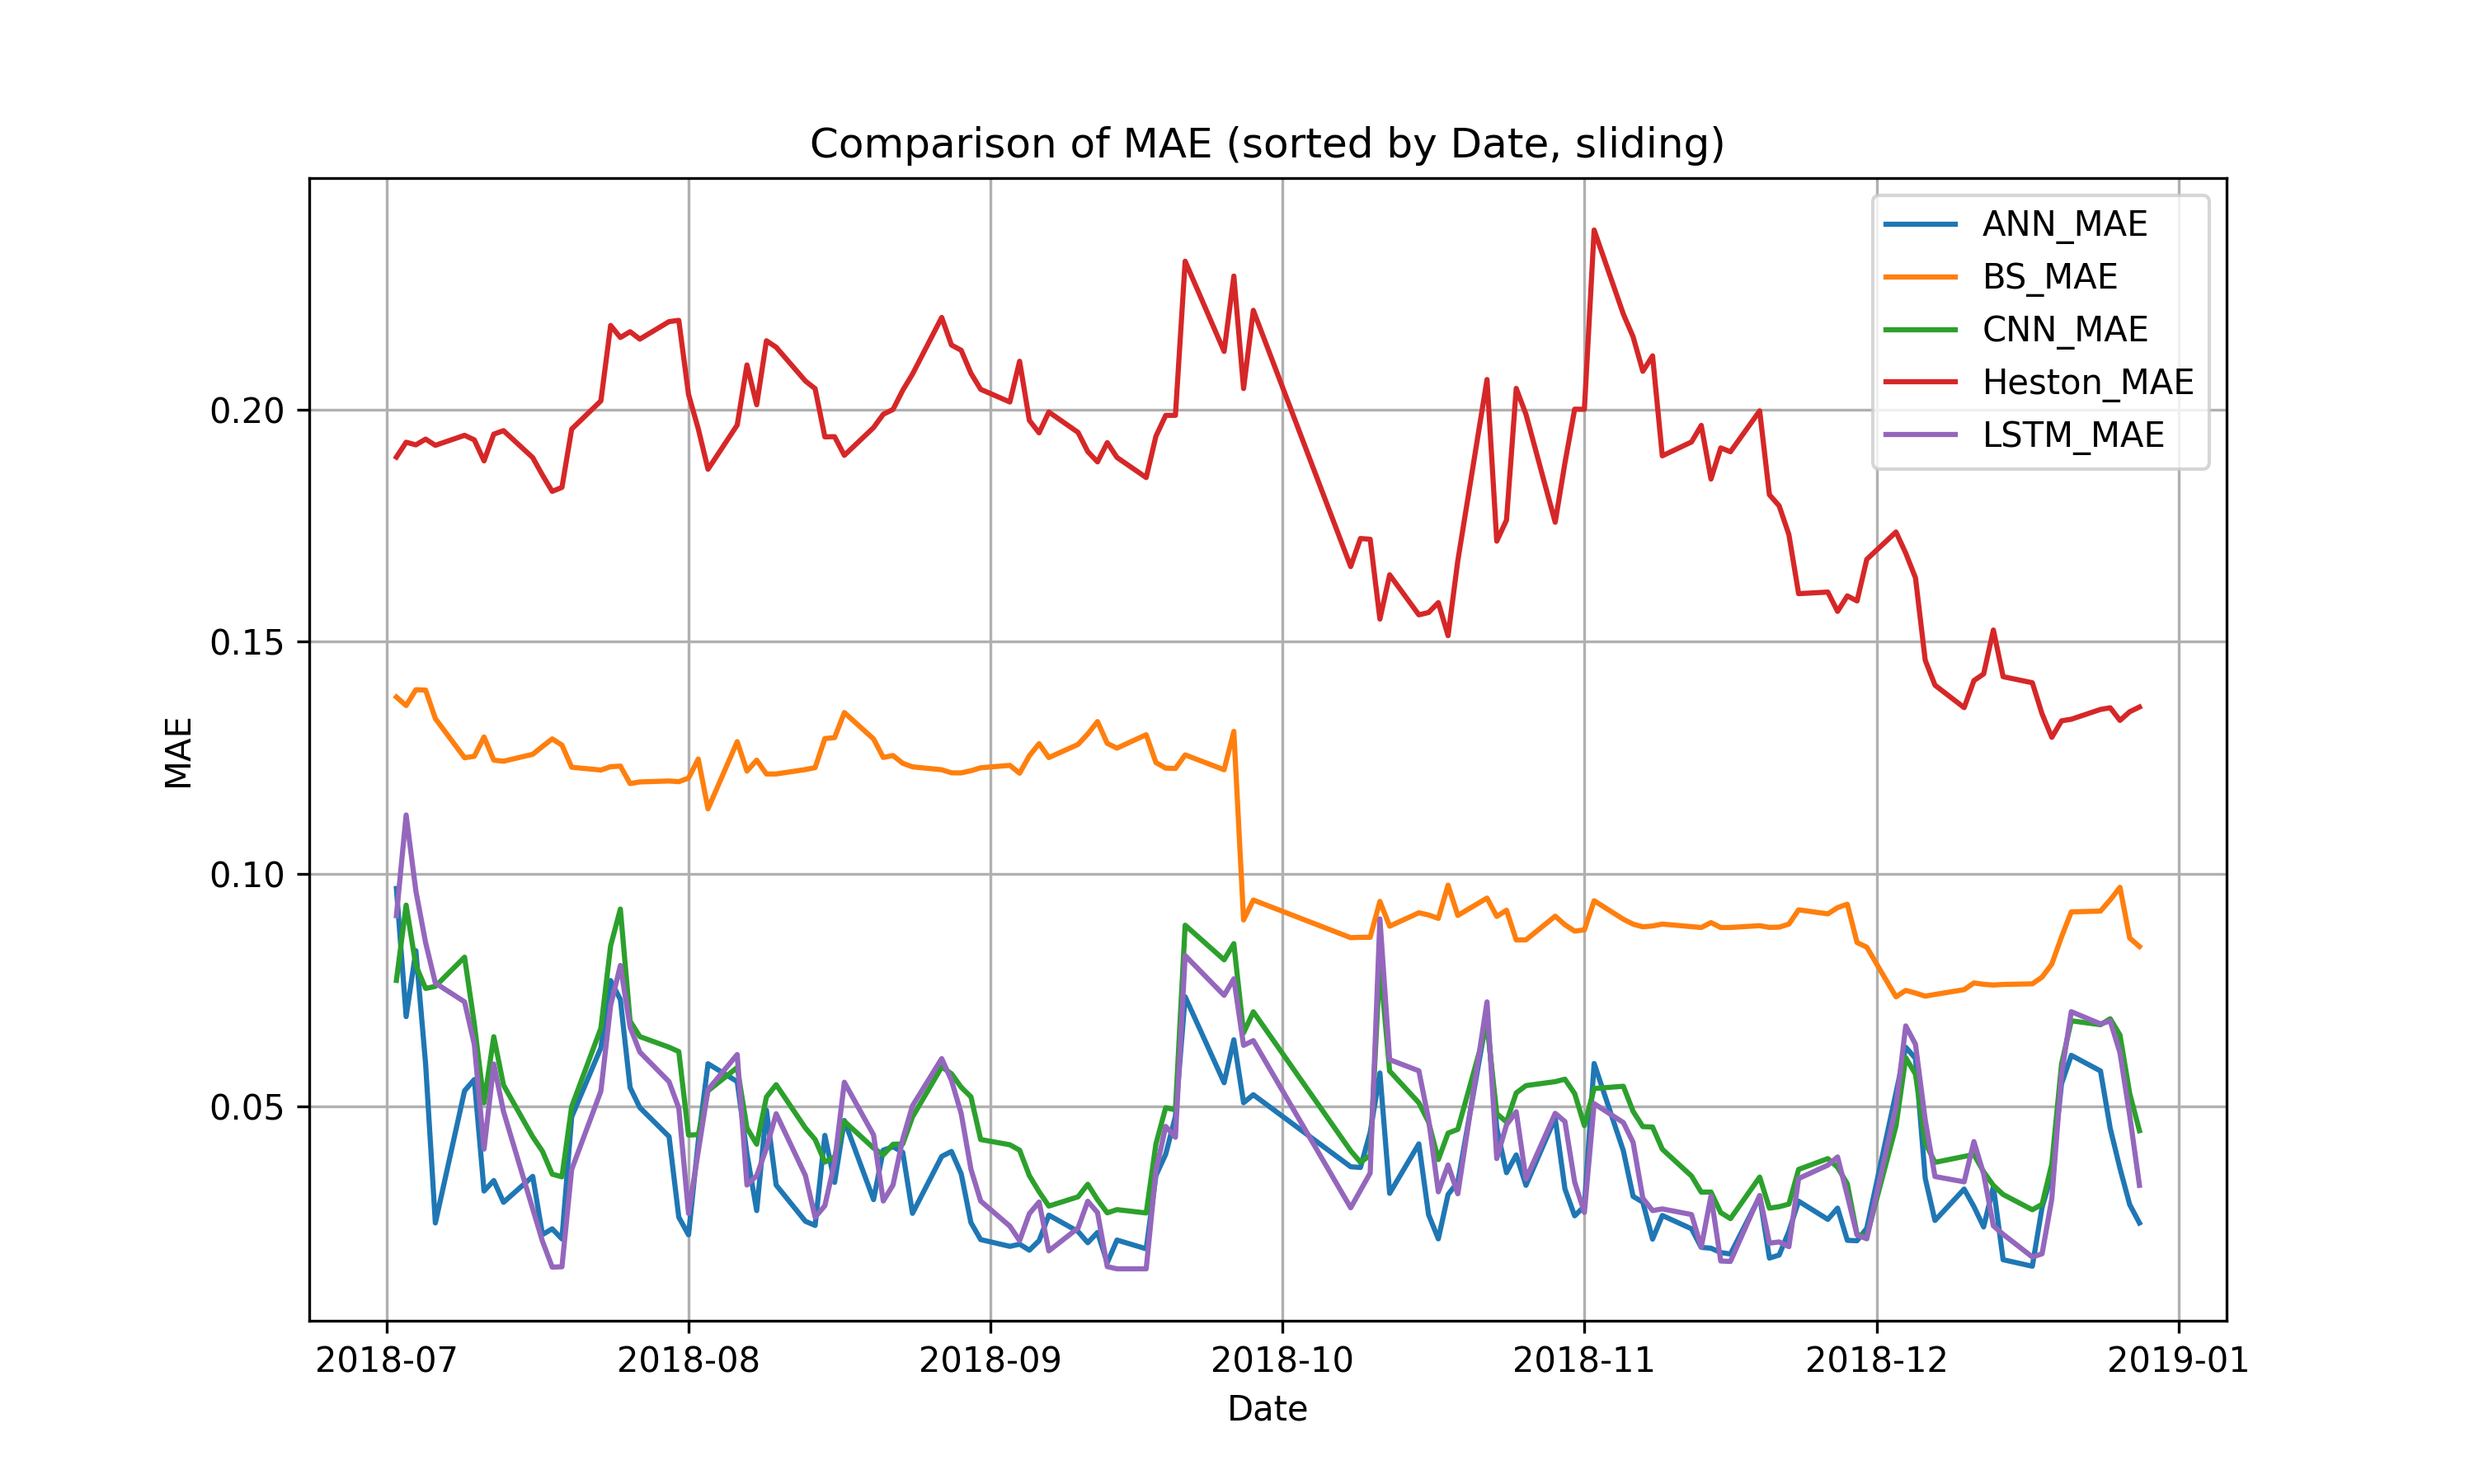 Comparison of MAE (sorted by Date, sliding)
ANN_MAE
BS_MAE
CNN_MAE
Heston_MAE
LSTM_MAE
MAE
0.20
0.15
0.10
0.05
2018-07 2018-08 2018-09 2018-10 2018-11 2018-12 2019-01
Date